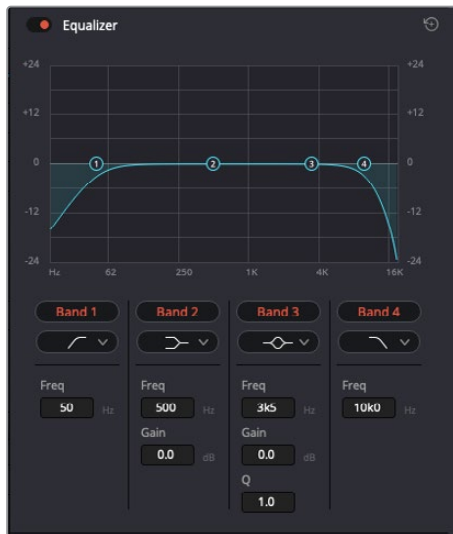 Equalizer
+24 +24
+12 +12
0 1 2 3 4 0
-12 -12
-24 -24
Hz 62 250 1K 4K 16K
Band 1 Band 2 Band 3 Band 4
Freq Freq Freq Freq
50 Hz 500 Hz 3k5 Hz 10k0 Hz
Gain Gain
0.0 dB 0.0 dB
Q
1.0